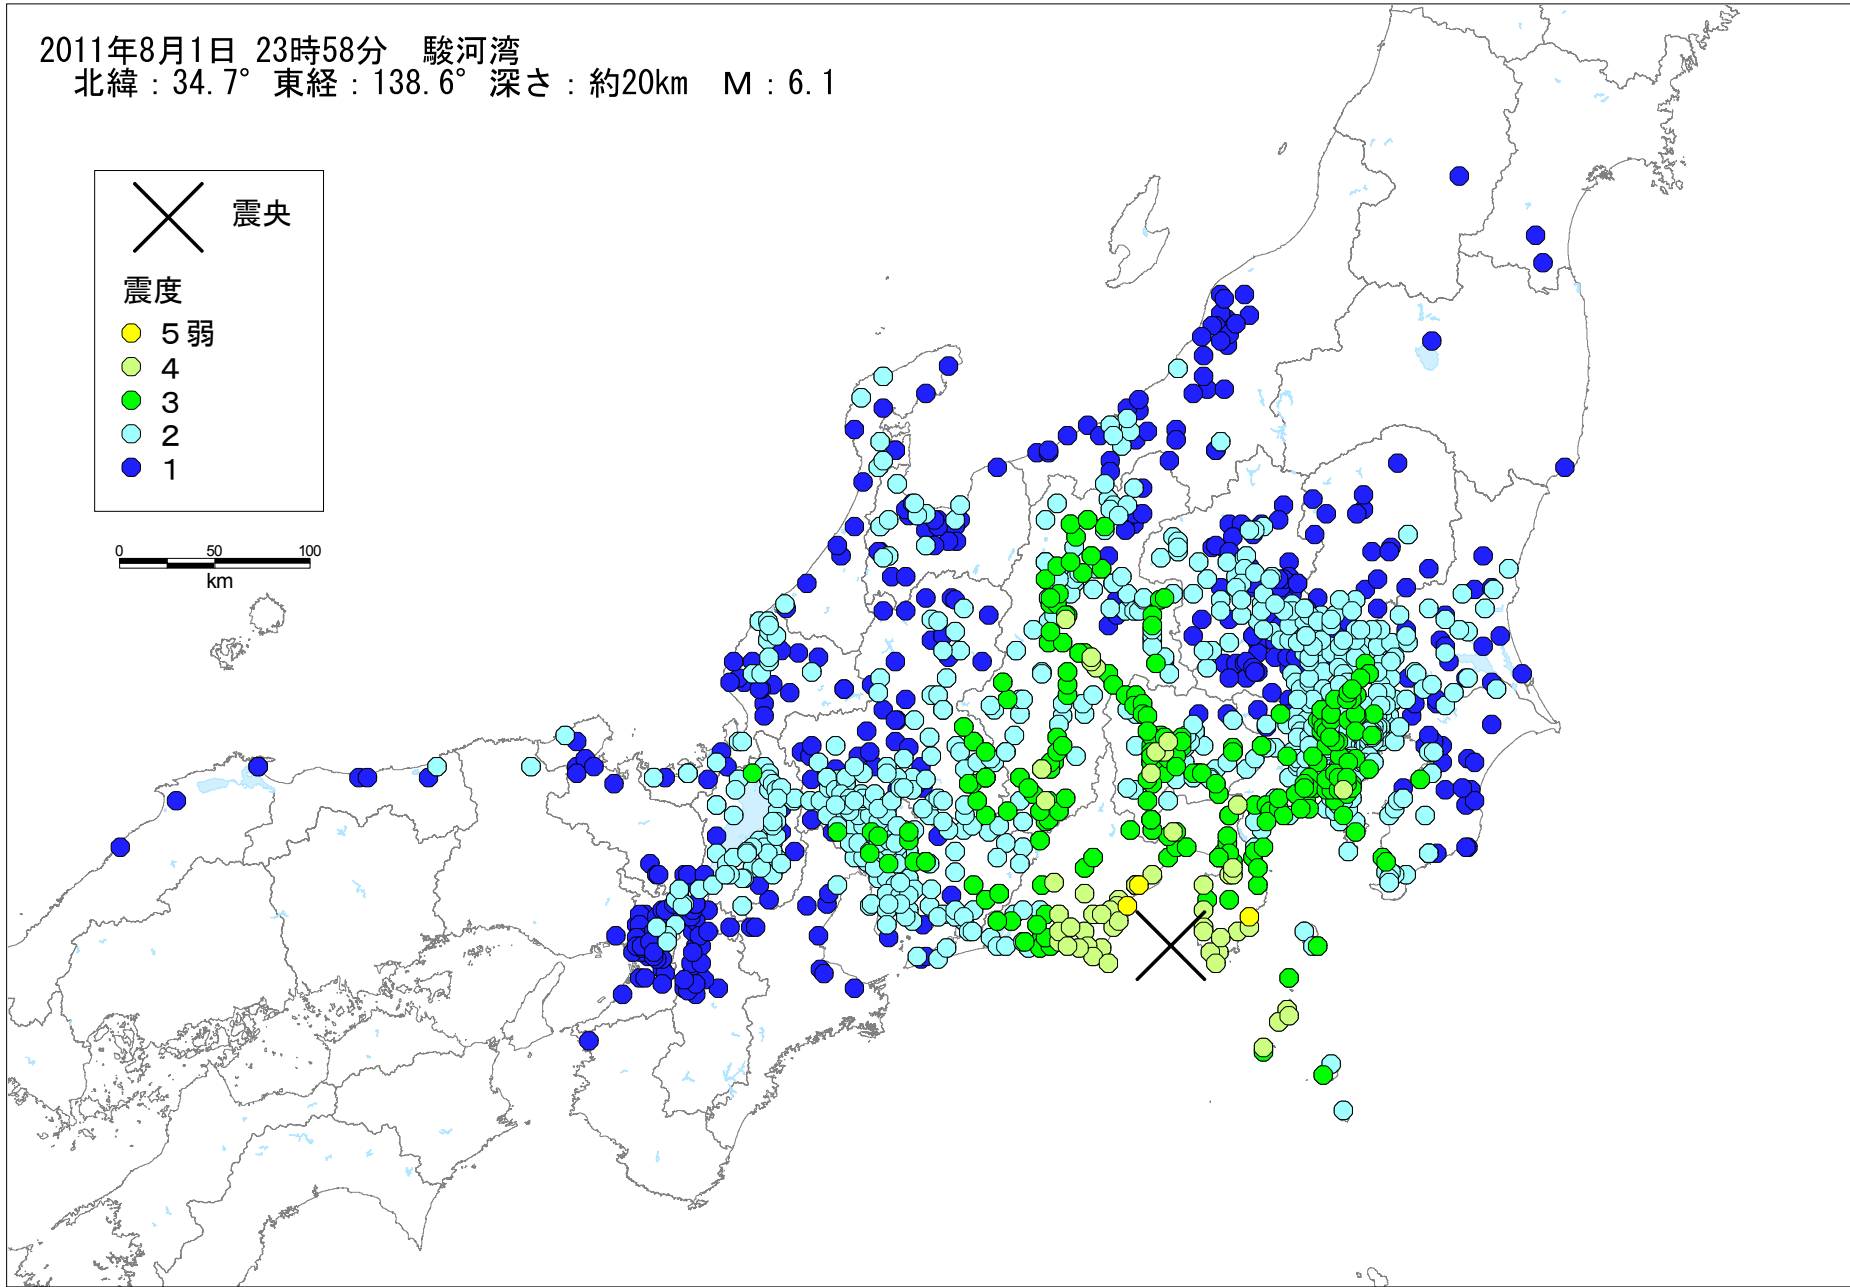 2011年8月1日 23時58分　駿河湾
北緯：34.7°東経：138.6°深さ：約20km　Ｍ：6.1
震央
震度
５弱
４
３
２
１
0 50 100
km